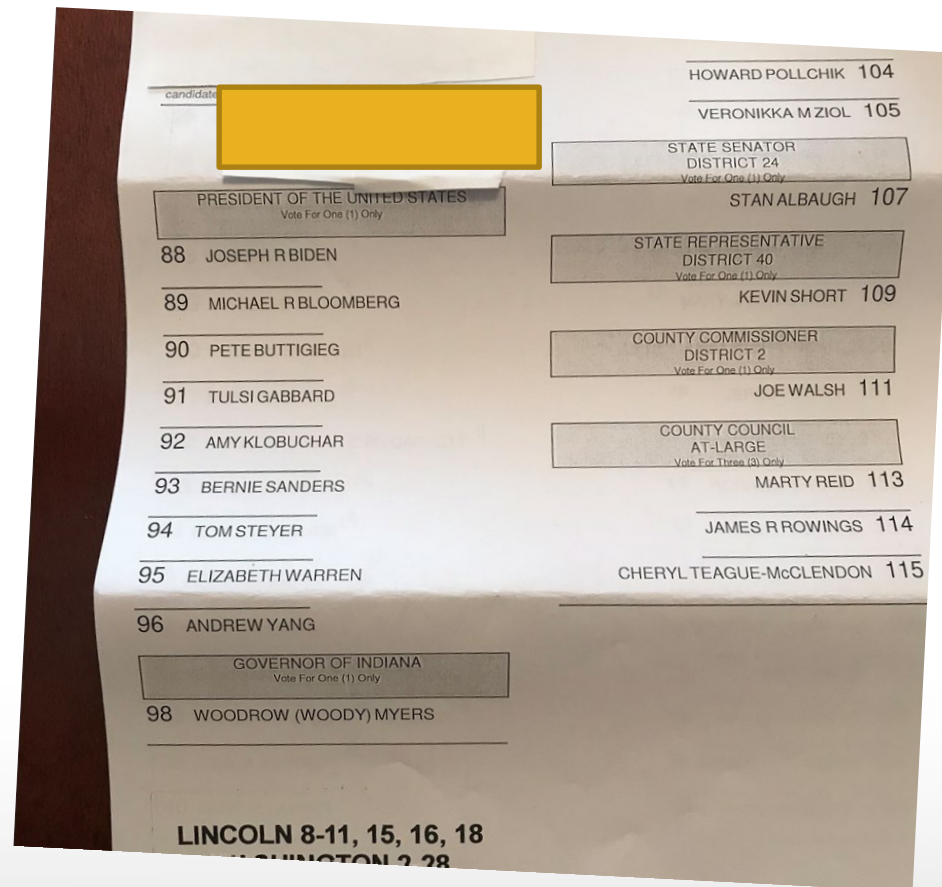 candidate
PRESIDENT OF THE UNITED STATES
Vote For One (1) Only
88 JOSEPH R BIDEN
89 MICHAEL R BLOOMBERG
90 PETE BUTTIGIEG
91 TULSI GABBARD
92 AMY KLOBUCHAR
93 BERNIE SANDERS
94 TOM STEYER
95 ELIZABETH WARREN
96 ANDREW YANG
GOVERNOR OF INDIANA
Vote For One (1) Only
98 WOODROW (WOODY) MYERS
LINCOLN 8-11, 15, 16, 18
2 28
HOWARD POLLCHIK 104
VERONIKKA M ZIOL 105
STATE SENATOR
DISTRICT 24
Vote For One (1) Only
STAN ALBAUGH 107
STATE REPRESENTATIVE
DISTRICT 40
Vote For One (1) Only
KEVIN SHORT 109
COUNTY COMMISSIONER
DISTRICT 2
Vote For One (1) Only
JOE WALSH 111
COUNTY COUNCIL
AT-LARGE
Vote For Three (3) Only
MARTY REID 113
JAMES R ROWINGS 114
CHERYL TEAGUE-McCLENDON 115